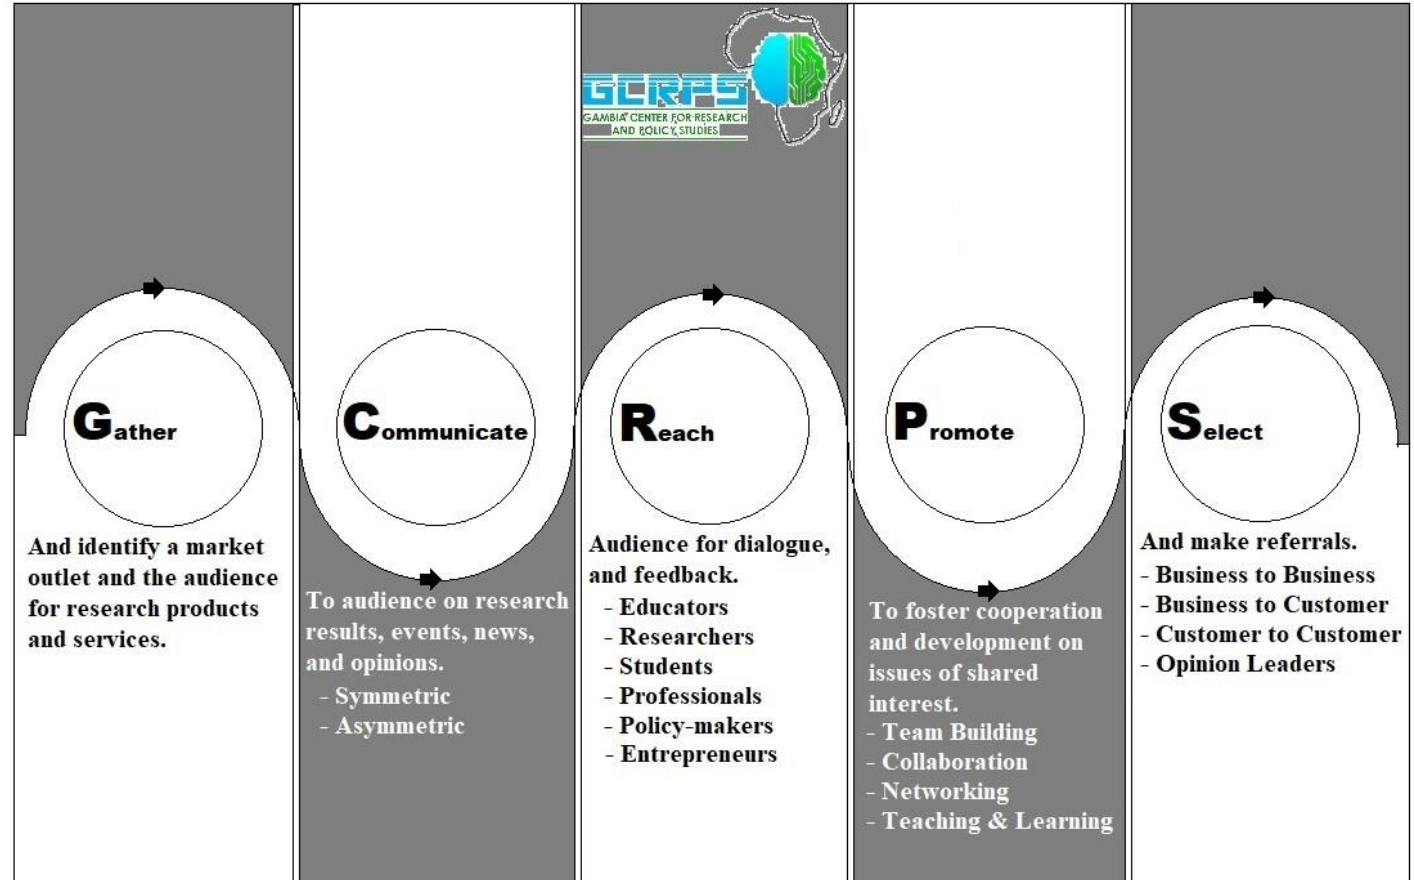 GCRPS
GAMBIA CENTER FOR RESEARCH
AND POLICY STUDIES
Gather
And identify a market
outlet and the audience
for research products
and services.
Communicate
To audience on research
results, events, news,
and opinions.
- Symmetric
- Asymmetric
Reach
Audience for dialogue,
and feedback.
- Educators
- Researchers
- Students
- Professionals
- Policy-makers
- Entrepreneurs
Promote
To foster cooperation
and development on
issues of shared
interest.
- Team Building
- Collaboration
- Networking
- Teaching & Learning
Select
And make referrals.
- Business to Business
- Business to Customer
- Customer to Customer
- Opinion Leaders